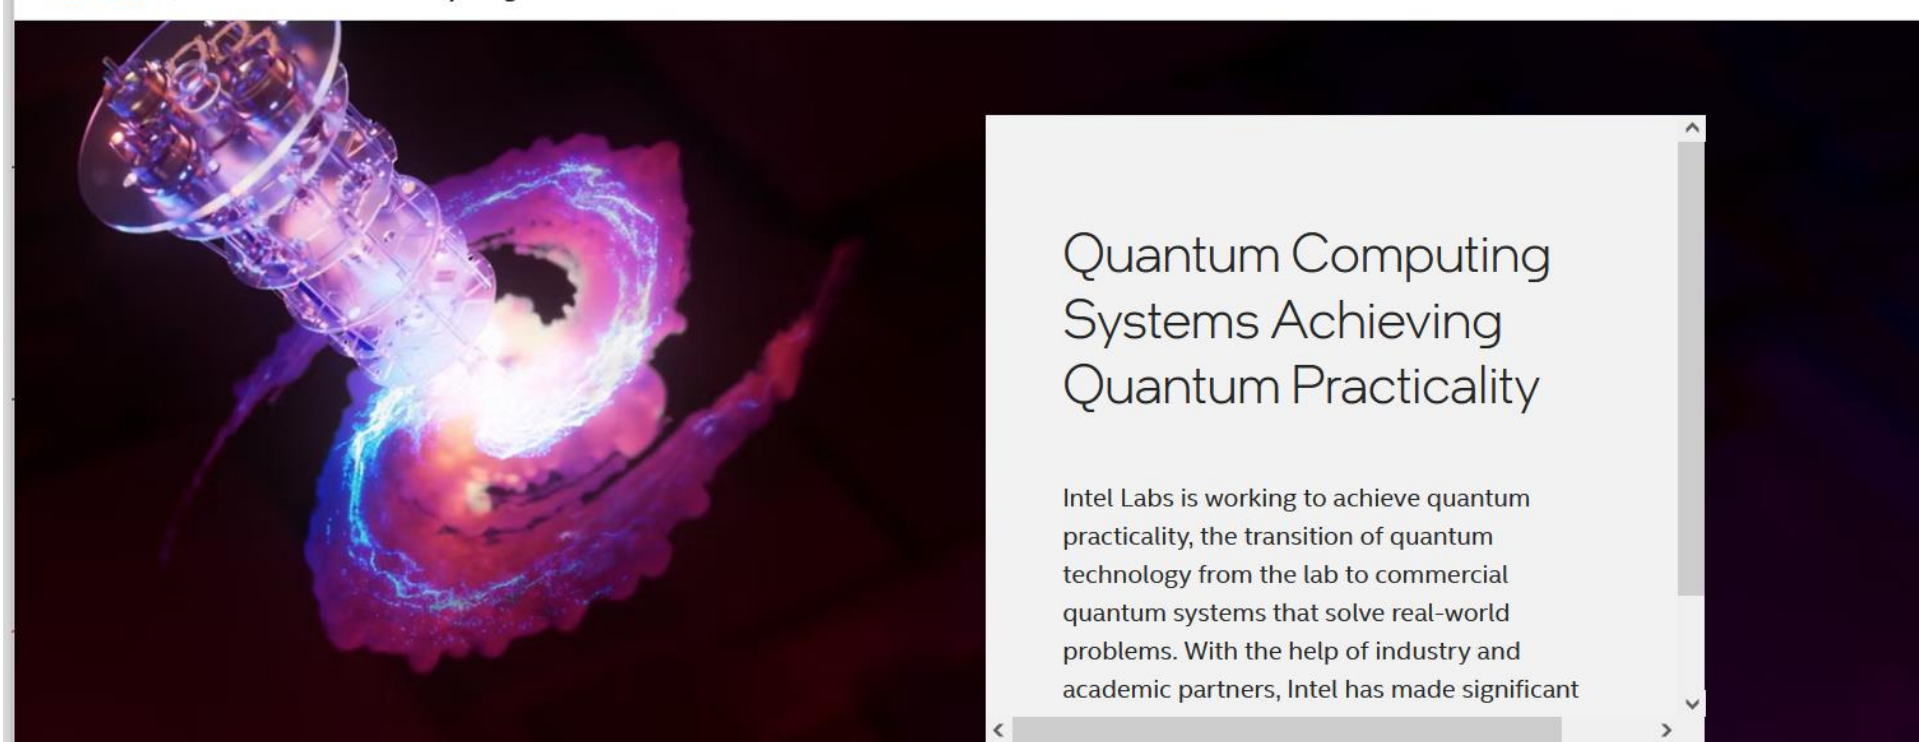 Quantum Computing
Systems Achieving
Quantum Practicality
Intel Labs is working to achieve quantum
practicality, the transition of quantum
technology from the lab to commercial
quantum systems that solve real-world
problems. With the help of industry and
academic partners, Intel has made significant